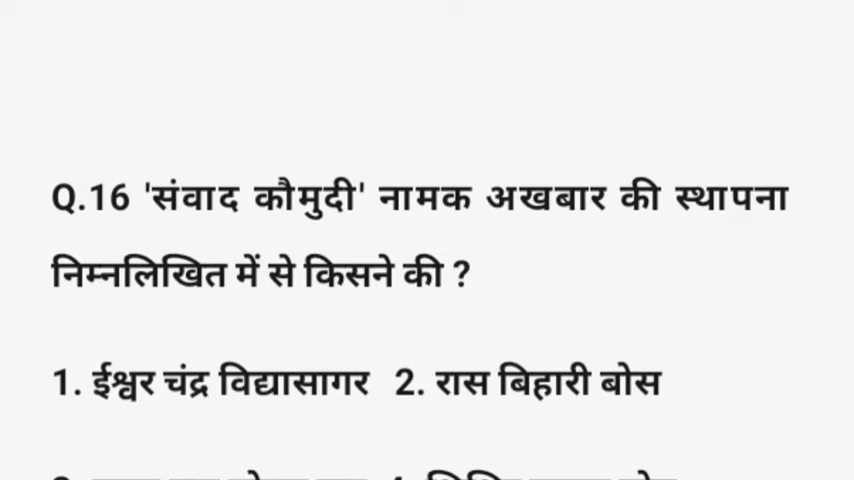 Q.16 'संवाद कौमुदी' नामक अखबार की स्थापना
निम्नलिखित में से किसने की ?
1. ईश्वर चंद्र विद्यासागर 2. रास बिहारी बोस